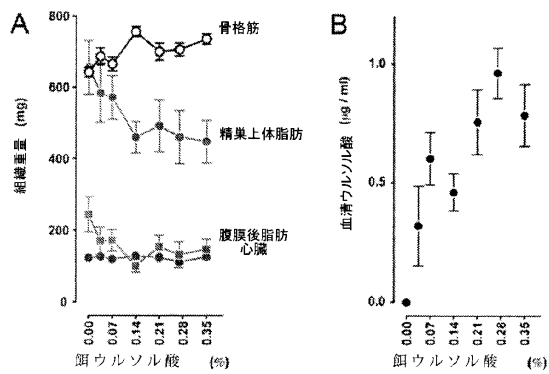 A
800
600
400
200
0
組織重量 (mg)
骨格筋
精巣上体脂肪
腹膜後脂肪
心臓
0.00 0.07 0.14 0.21 0.28 0.35
餌ウルソル酸 (%)
B
1.0
0.5
0.0
血清ウルソル酸 (μg / ml)
0.00 0.07 0.14 0.21 0.28 0.35
餌ウルソル酸 (%)